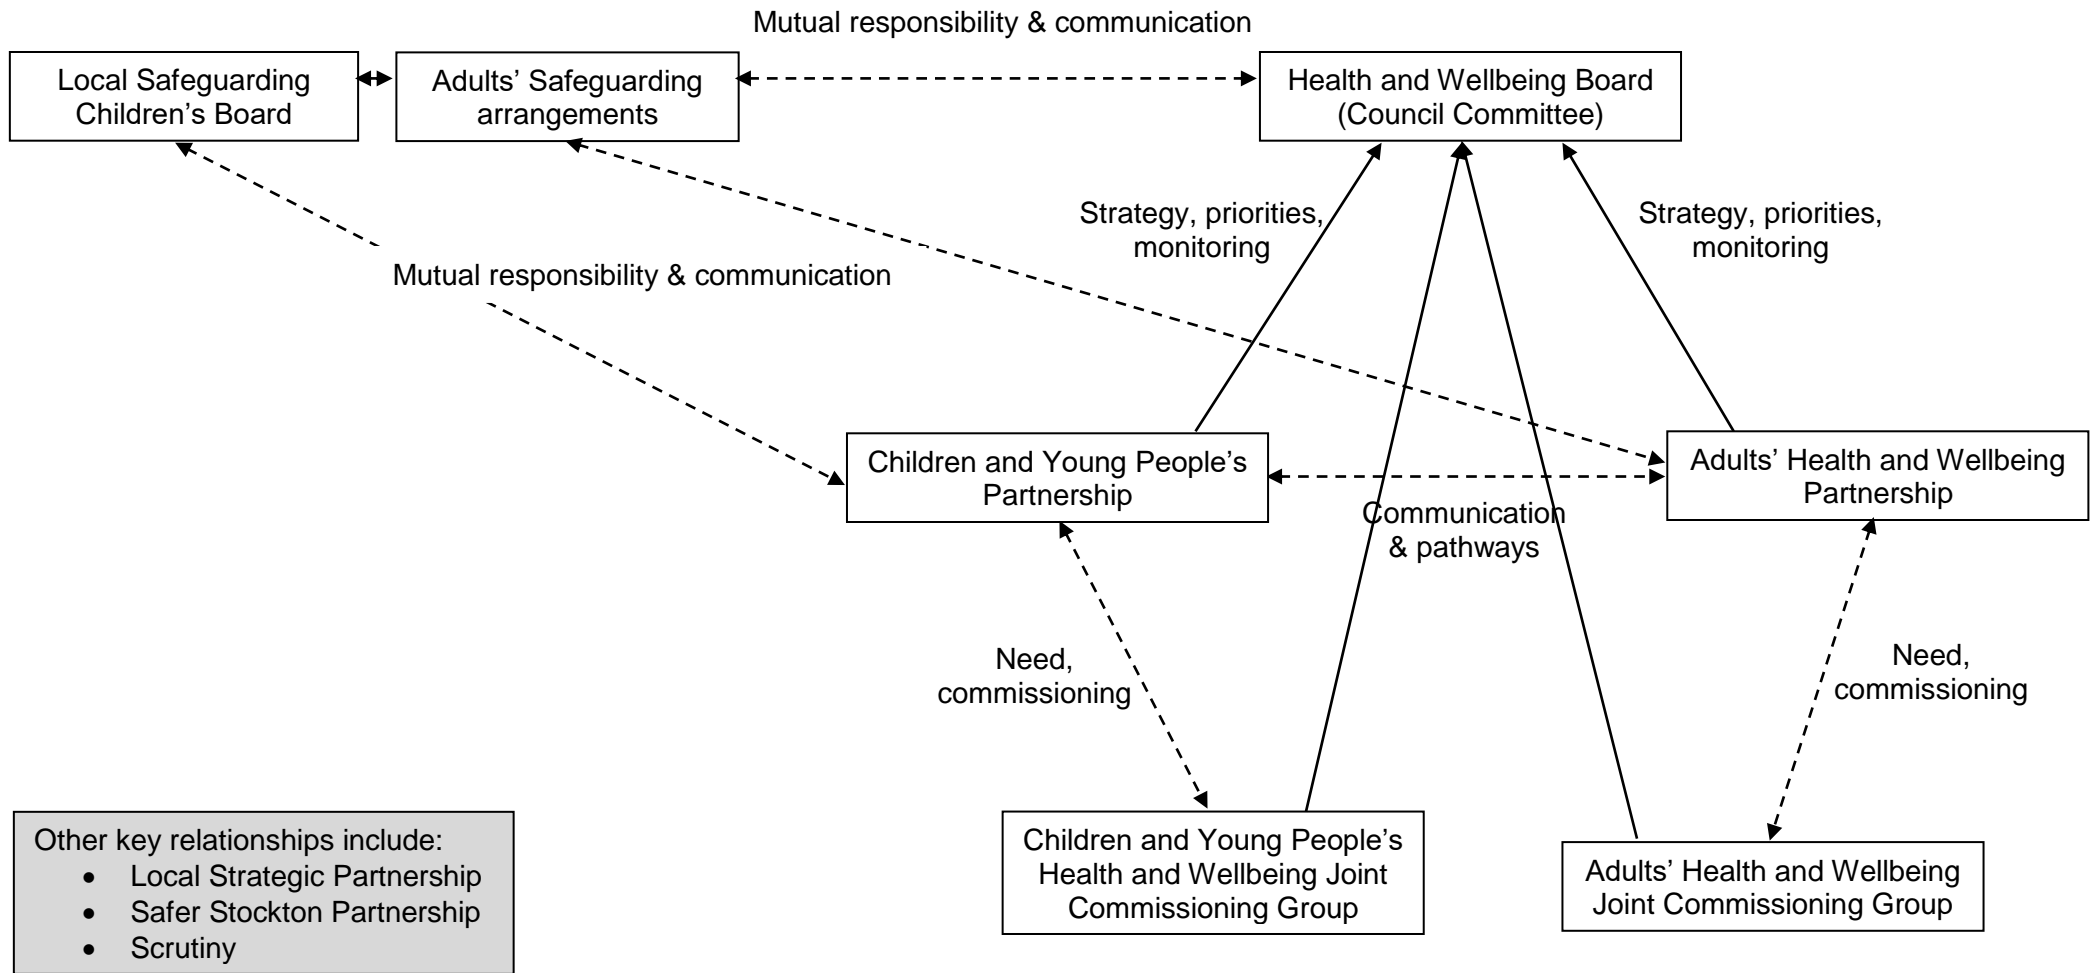 Mutual responsibility & communication
Local Safeguarding
Children’s Board
Adults’ Safeguarding
arrangements
Health and Wellbeing Board
(Council Committee)
Strategy, priorities,
monitoring
Strategy, priorities,
monitoring
Mutual responsibility & communication
Children and Young People’s
Partnership
Adults’ Health and Wellbeing
Partnership
Communication
& pathways
Need,
commissioning
Need,
commissioning
Children and Young People’s
Health and Wellbeing Joint
Commissioning Group
Adults’ Health and Wellbeing
Joint Commissioning Group
Other key relationships include:
• Local Strategic Partnership
• Safer Stockton Partnership
• Scrutiny